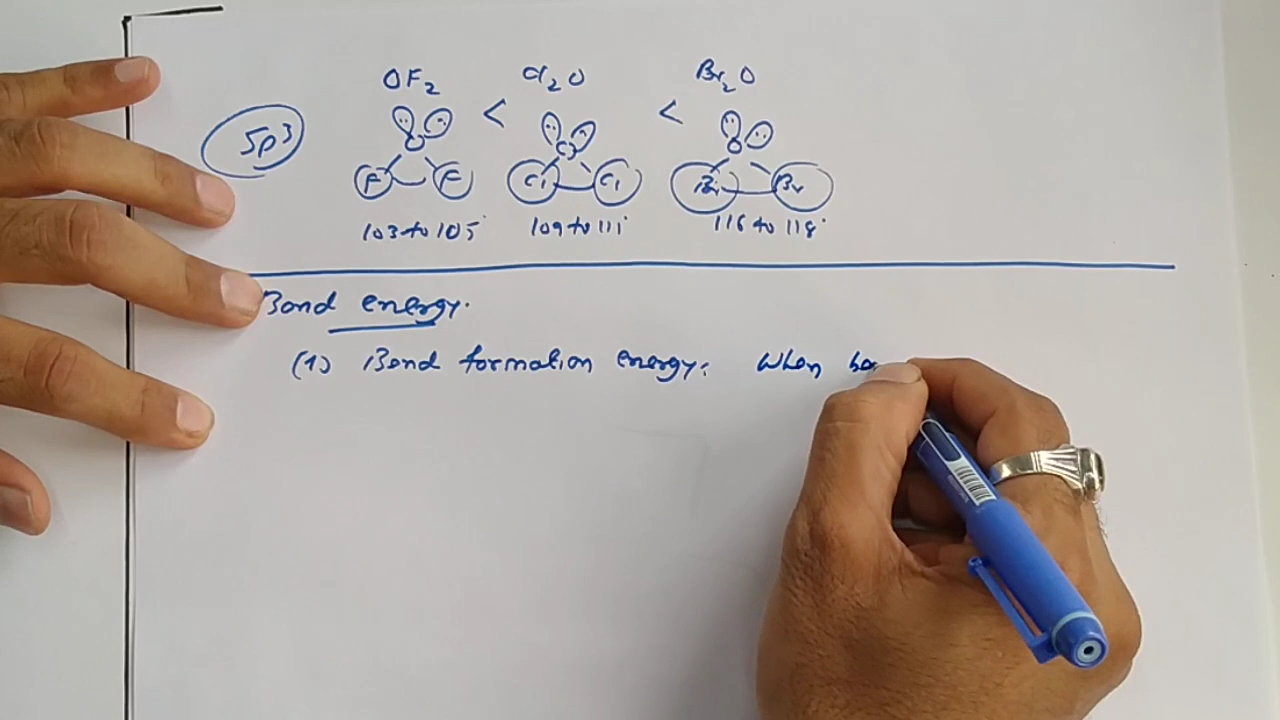 OF2 < Cl2O < Br2O
sp3
O O O
F F Cl Cl Br Br
103 to 105° 109 to 111° 116 to 118°
Bond energy.
(1) Bond formation energy: When